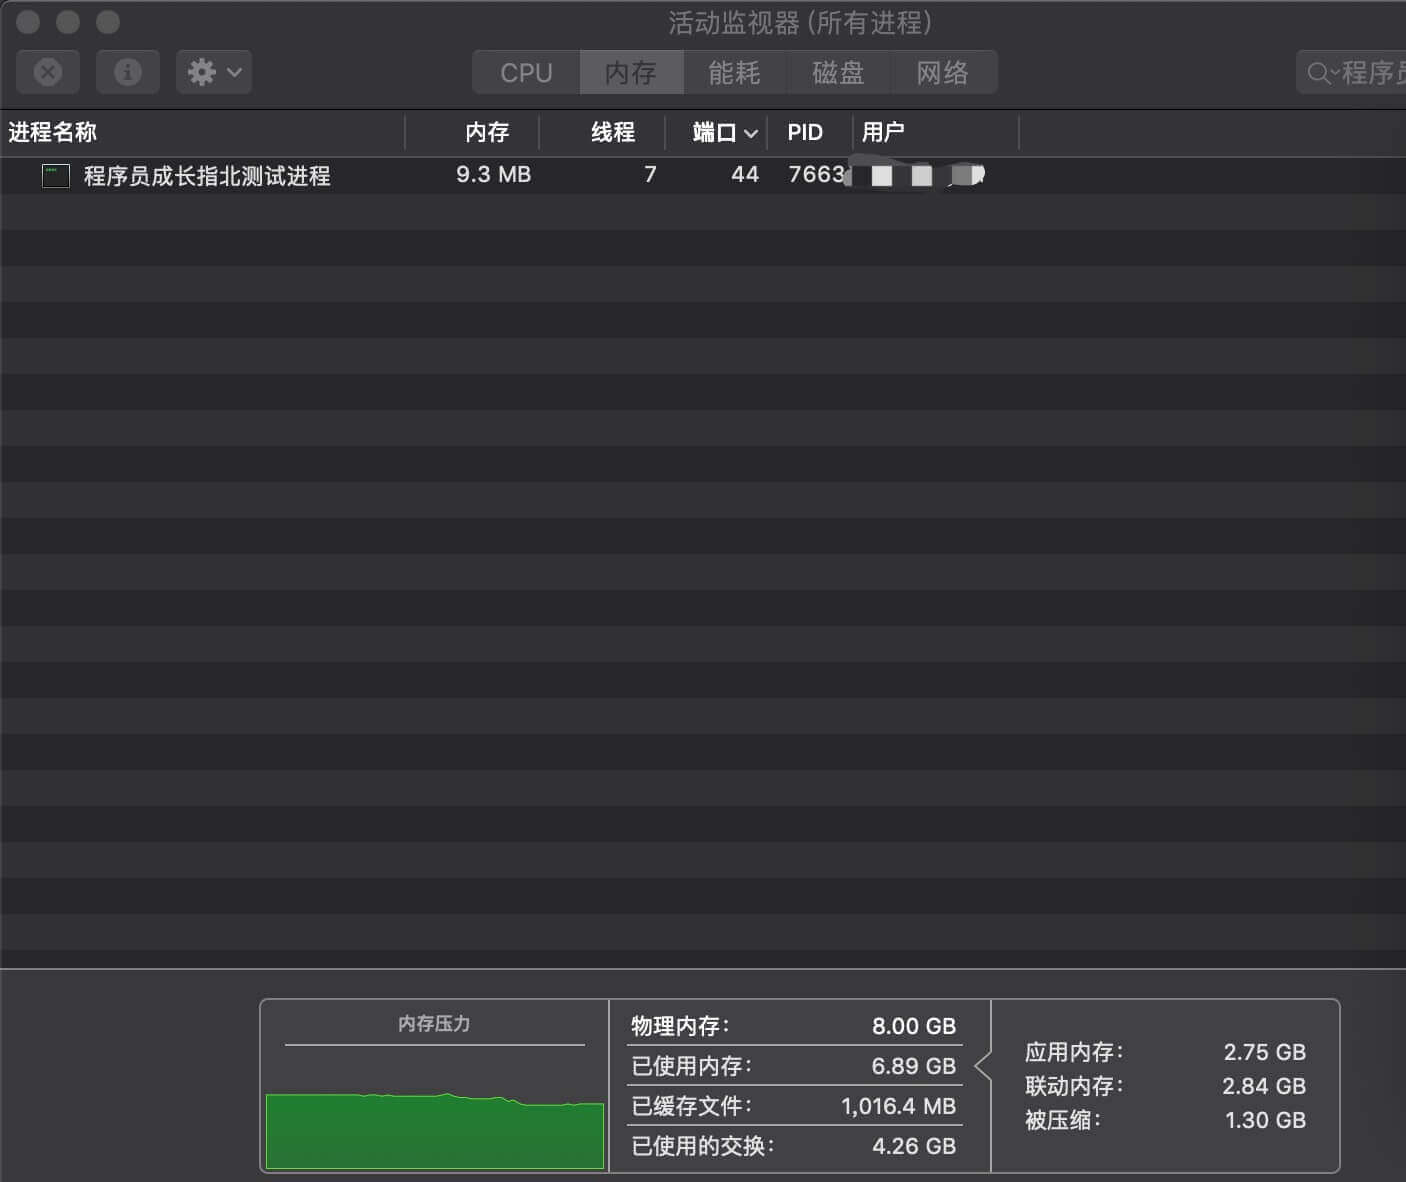 活动监视器 (所有进程)
CPU 内存 能耗 磁盘 网络 程序员
进程名称 内存 线程 端口 PID 用户
程序员成长指北测试进程 9.3 MB 7 44 7663
内存压力
物理内存: 8.00 GB
已使用内存: 6.89 GB
已缓存文件: 1,016.4 MB
已使用的交换: 4.26 GB
应用内存: 2.75 GB
联动内存: 2.84 GB
被压缩: 1.30 GB